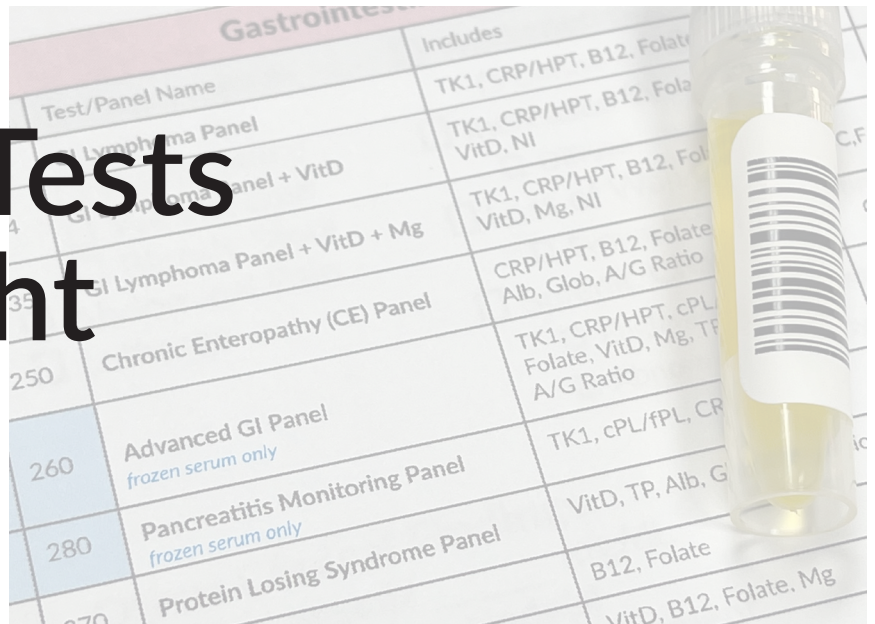 Gastrointesti
Test/Panel Name
Includes
GI Lymphoma Panel
TK1, CRP/HPT, B12, Folate
GI Lymphoma Panel + VitD
TK1, CRP/HPT, B12, Fola
VitD, NI
GI Lymphoma Panel + VitD + Mg
TK1, CRP/HPT, B12, Fol
VitD, Mg, NI
Chronic Enteropathy (CE) Panel
CRP/HPT, B12, Folate
Alb, Glob, A/G Ratio
250
Advanced GI Panel
frozen serum only
TK1, CRP/HPT, cPL
Folate, VitD, Mg, TP
A/G Ratio
260
Pancreatitis Monitoring Panel
frozen serum only
TK1, cPL/fPL, CR
280
Protein Losing Syndrome Panel
VitD, TP, Alb, G
B12, Folate
VitD, B12, Folate, Mg
Tests
ht